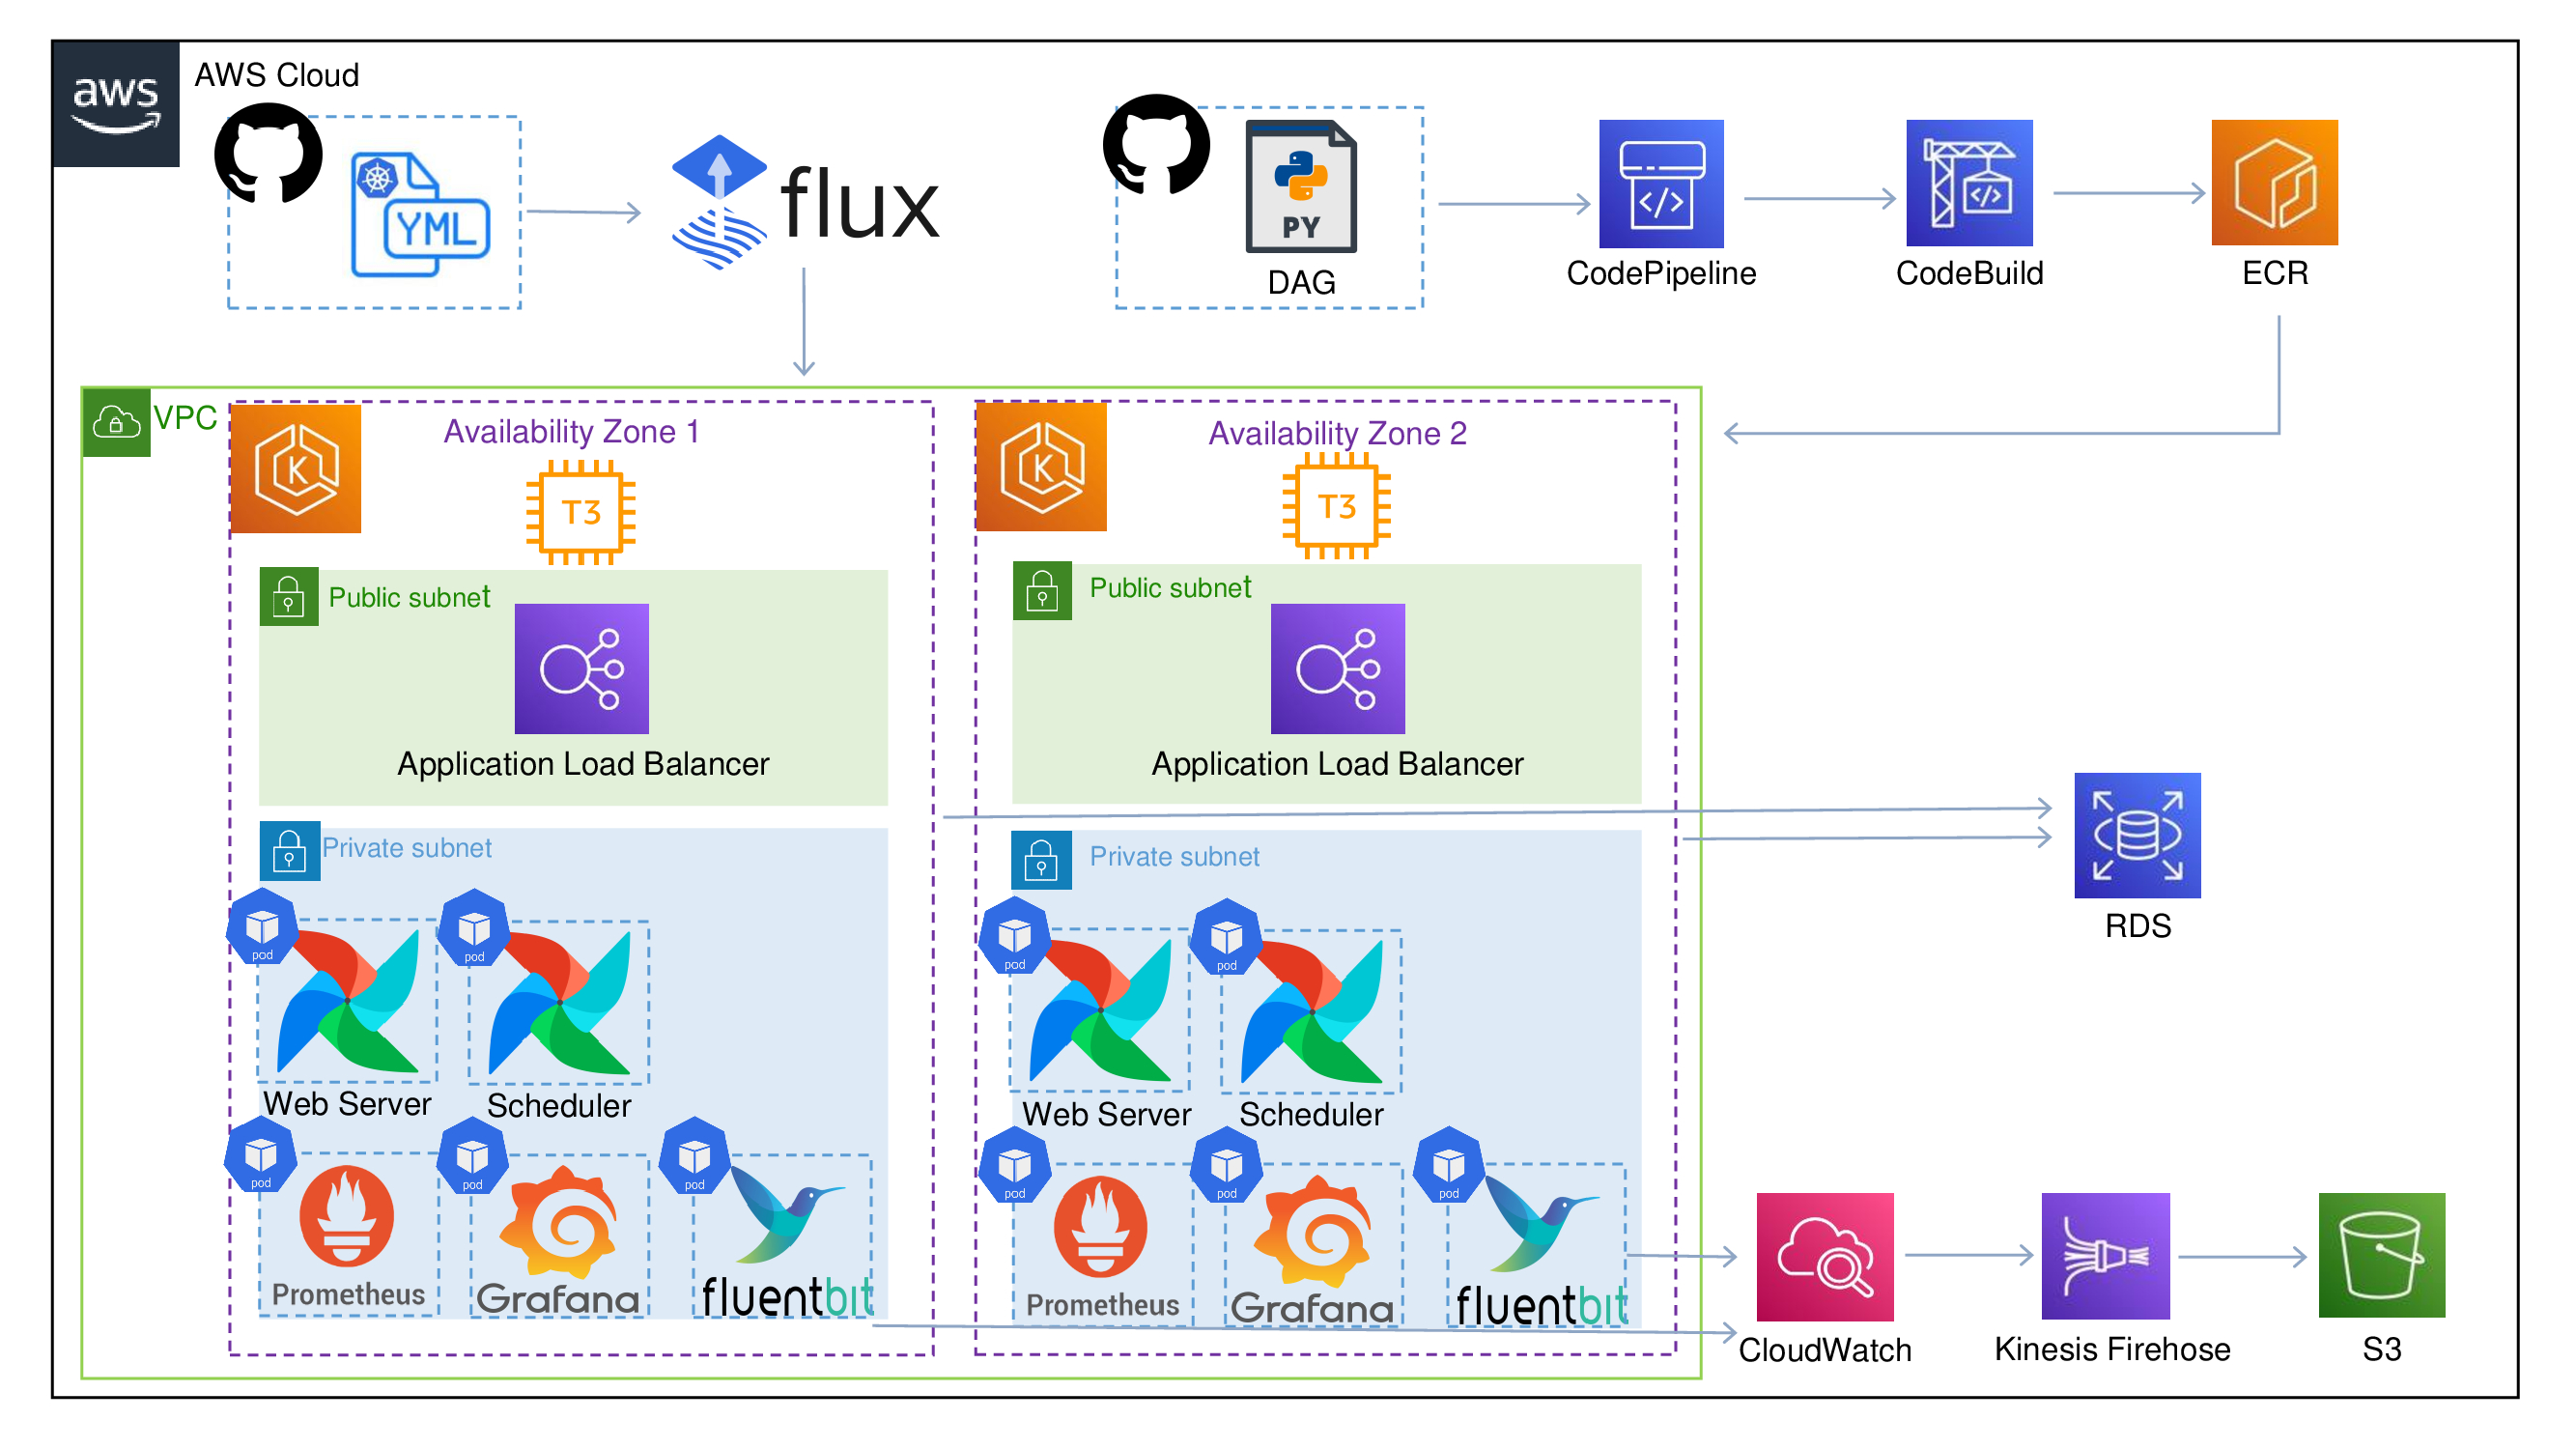 aws
AWS Cloud
YML
flux
PY
DAG
CodePipeline
CodeBuild
ECR
VPC
K
Availability Zone 1
T3
K
Availability Zone 2
T3
Public subnet
Application Load Balancer
Public subnet
Application Load Balancer
Private subnet
Private subnet
RDS
pod
pod
Web Server
Scheduler
pod
pod
Web Server
Scheduler
pod
pod
pod
Prometheus
Grafana
fluentbit
pod
pod
pod
Prometheus
Grafana
fluentbit
CloudWatch
Kinesis Firehose
S3